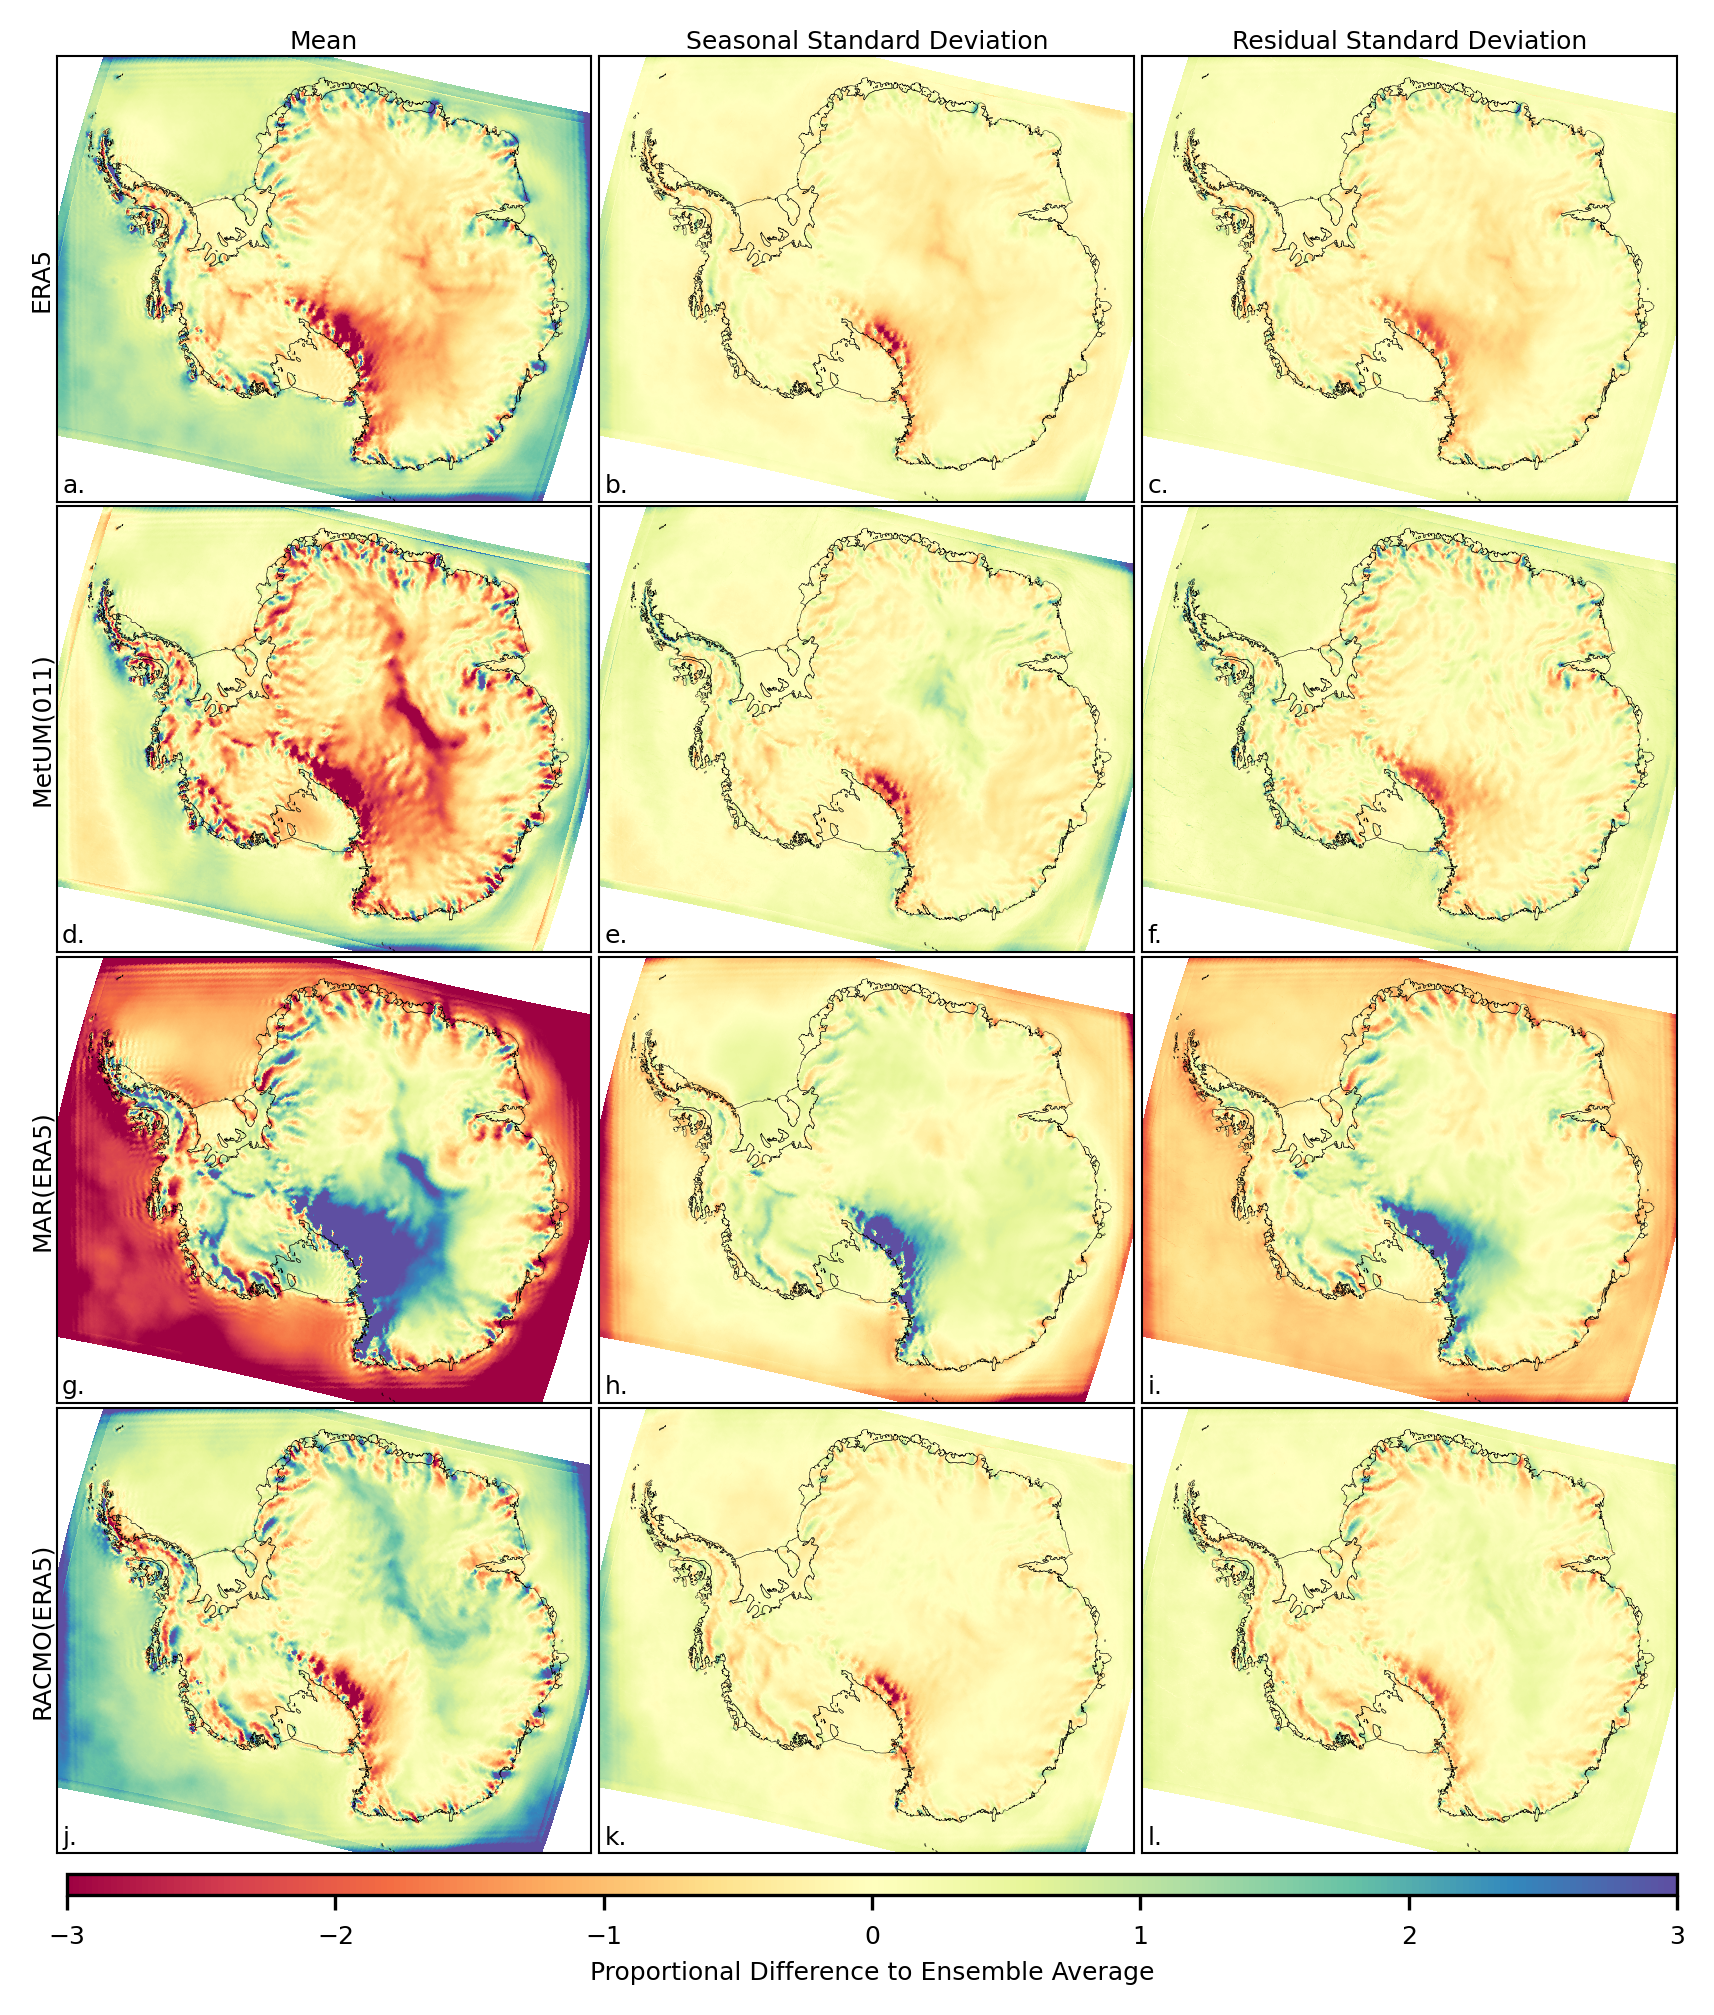 Mean
Seasonal Standard Deviation
Residual Standard Deviation
ERA5
a.
b.
c.
MetUM(011)
d.
e.
f.
MAR(ERA5)
g.
h.
i.
RACMO(ERA5)
j.
k.
l.
−3 −2 −1 0 1 2 3
Proportional Difference to Ensemble Average